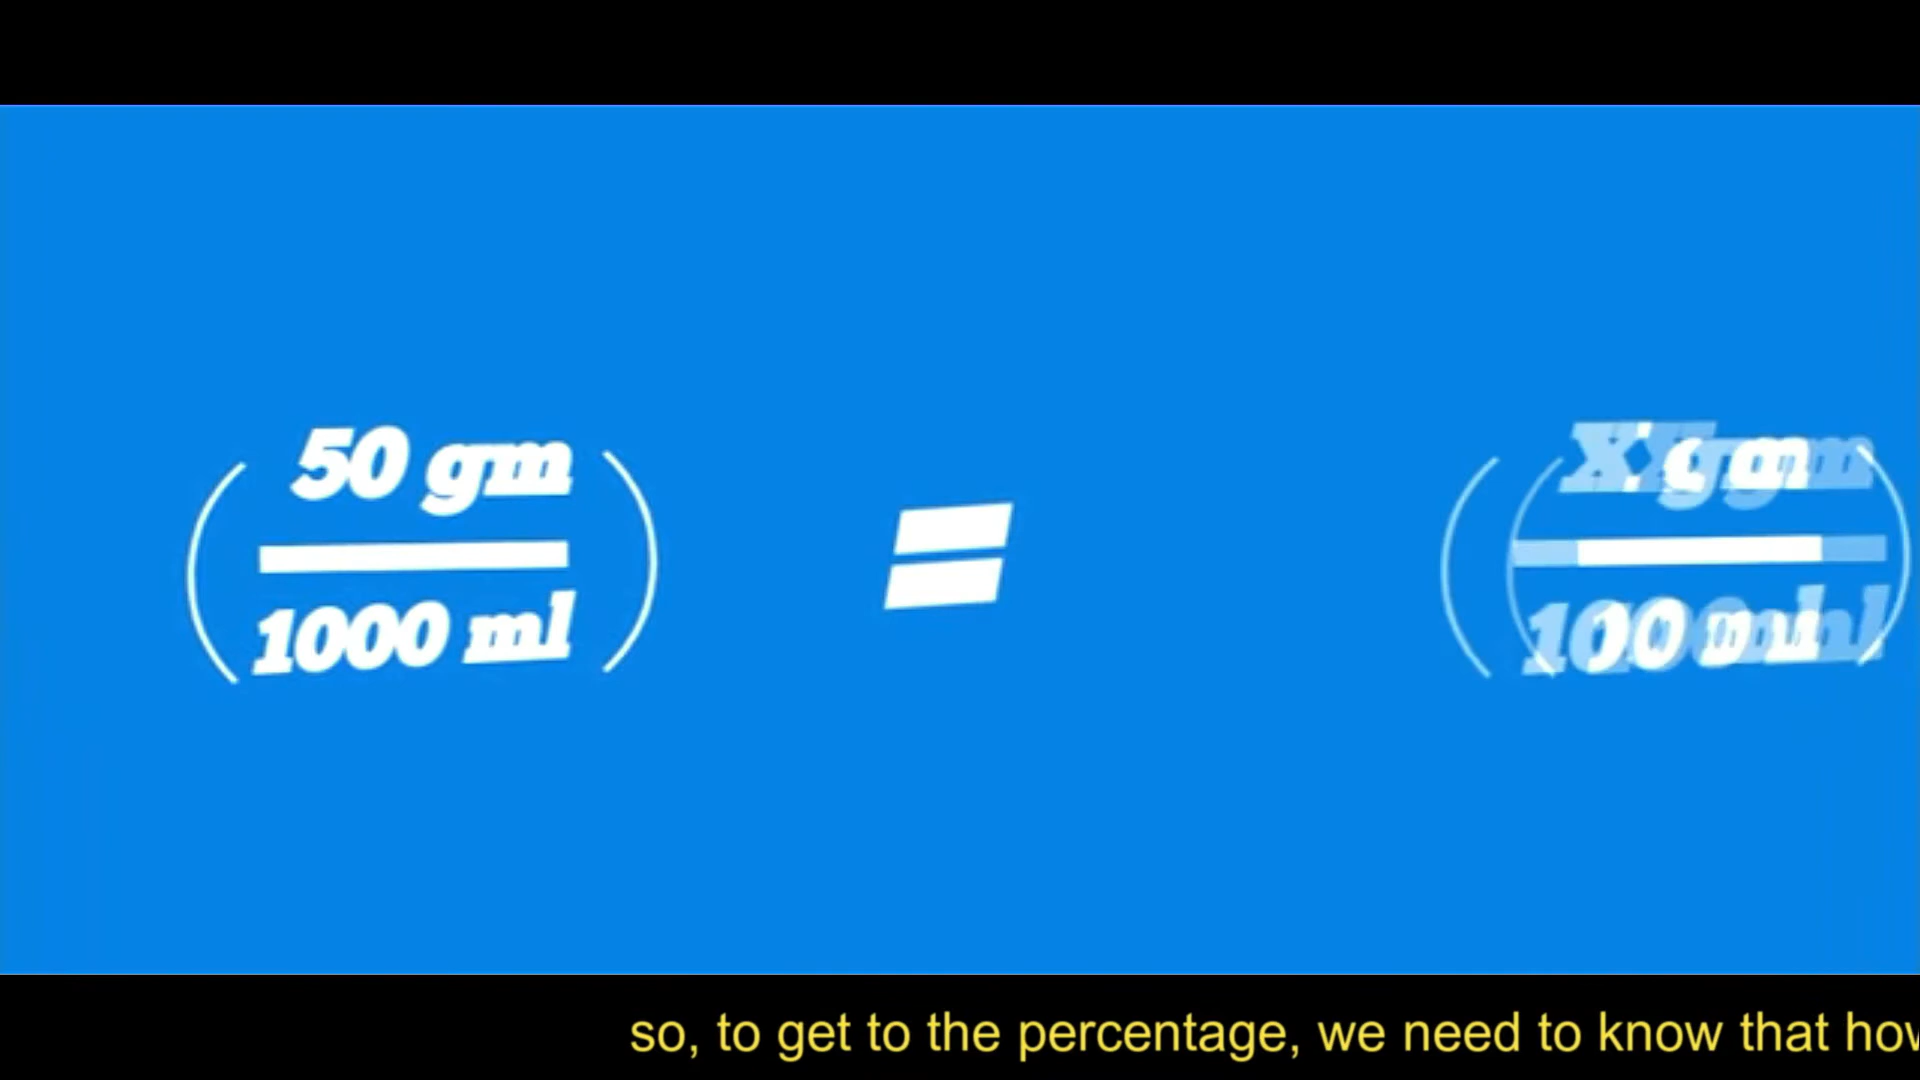 50 gm
1000 ml
=
X gm
100 ml
so, to get to the percentage, we need to know that how